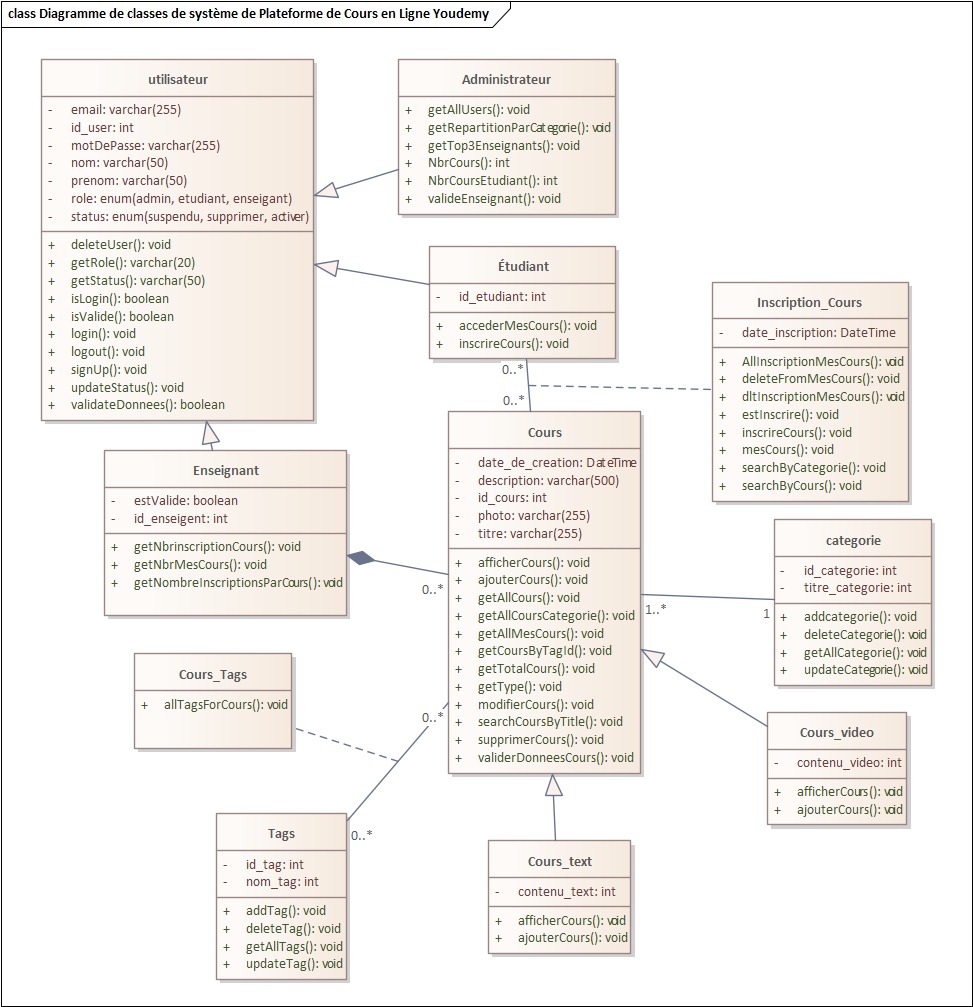 class Diagramme de classes de système de Plateforme de Cours en Ligne Youdemy
utilisateur
- email: varchar(255)
- id_user: int
- motDePasse: varchar(255)
- nom: varchar(50)
- prenom: varchar(50)
- role: enum(admin, etudiant, enseigant)
- status: enum(suspendu, supprimer, activer)
+ deleteUser(): void
+ getRole(): varchar(20)
+ getStatus(): varchar(50)
+ isLogin(): boolean
+ isValide(): boolean
+ login(): void
+ logout(): void
+ signUp(): void
+ updateStatus(): void
+ validateDonnees(): boolean
Administrateur
+ getAllUsers(): void
+ getRepartitionParCategorie(): void
+ getTop3Enseignants(): void
+ NbrCours(): int
+ NbrCoursEtudiant(): int
+ valideEnseignant(): void
Étudiant
- id_etudiant: int
+ accederMesCours(): void
+ inscrireCours(): void
0..*
0..*
Inscription_Cours
- date_inscription: DateTime
+ AllInscriptionMesCours(): void
+ deleteFromMesCours(): void
+ dltInscriptionMesCours(): void
+ estInscrire(): void
+ inscrireCours(): void
+ mesCours(): void
+ searchByCategorie(): void
+ searchByCours(): void
Enseignant
- estValide: boolean
- id_enseigent: int
+ getNbrinscriptionCours(): void
+ getNbrMesCours(): void
+ getNombreInscriptionsParCours(): void
0..*
Cours
- date_de_creation: DateTime
- description: varchar(500)
- id_cours: int
- photo: varchar(255)
- titre: varchar(255)
+ afficherCours(): void
+ ajouterCours(): void
+ getAllCours(): void
+ getAllCoursCategorie(): void
+ getAllMesCours(): void
+ getCoursByTagId(): void
+ getTotalCours(): void
+ getType(): void
+ modifierCours(): void
+ searchCoursByTitle(): void
+ supprimerCours(): void
+ validerDonneesCours(): void
1..*
1
categorie
- id_categorie: int
- titre_categorie: int
+ addcategorie(): void
+ deleteCategorie(): void
+ getAllCategorie(): void
+ updateCategorie(): void
Cours_Tags
+ allTagsForCours(): void
0..*
0..*
Cours_video
- contenu_video: int
+ afficherCours(): void
+ ajouterCours(): void
Tags
- id_tag: int
- nom_tag: int
+ addTag(): void
+ deleteTag(): void
+ getAllTags(): void
+ updateTag(): void
Cours_text
- contenu_text: int
+ afficherCours(): void
+ ajouterCours(): void